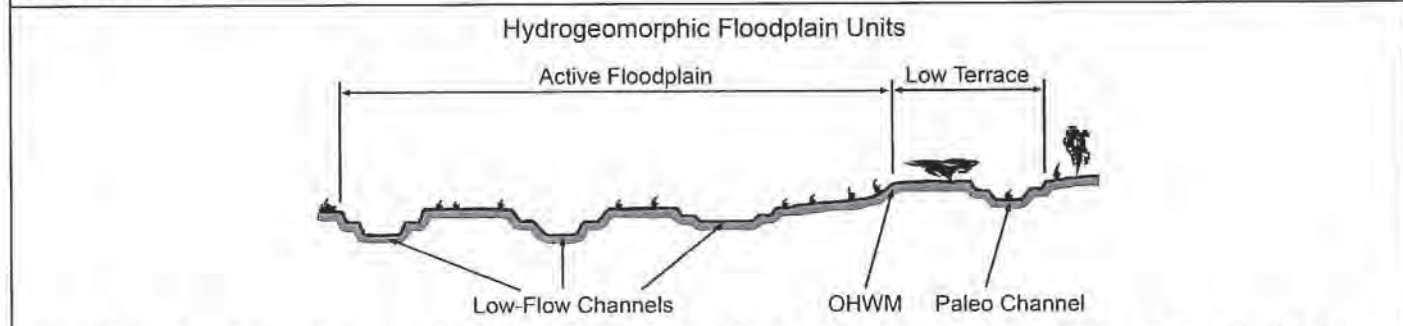 Hydrogeomorphic Floodplain Units
Active Floodplain
Low Terrace
Low-Flow Channels
OHWM
Paleo Channel